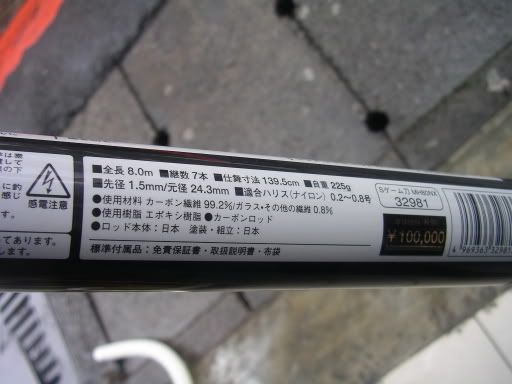 ■全長 8.0m ■継数 7本 ■仕舞寸法 139.5cm ■自重 225g
■先径 1.5mm/元径 24.3mm ■適合ハリス(ナイロン) 0.2〜0.8号
●使用材料 カーボン繊維 99.2%/ガラス・その他の繊維 0.8%
●使用樹脂 エポキシ樹脂 ●カーボンロッド
●ロッド本体:日本 塗装・組立:日本
標準付属品:免責保証書・取扱説明書・布袋
感電注意
Sゲーム刀 MH80NX
32981
¥100,000